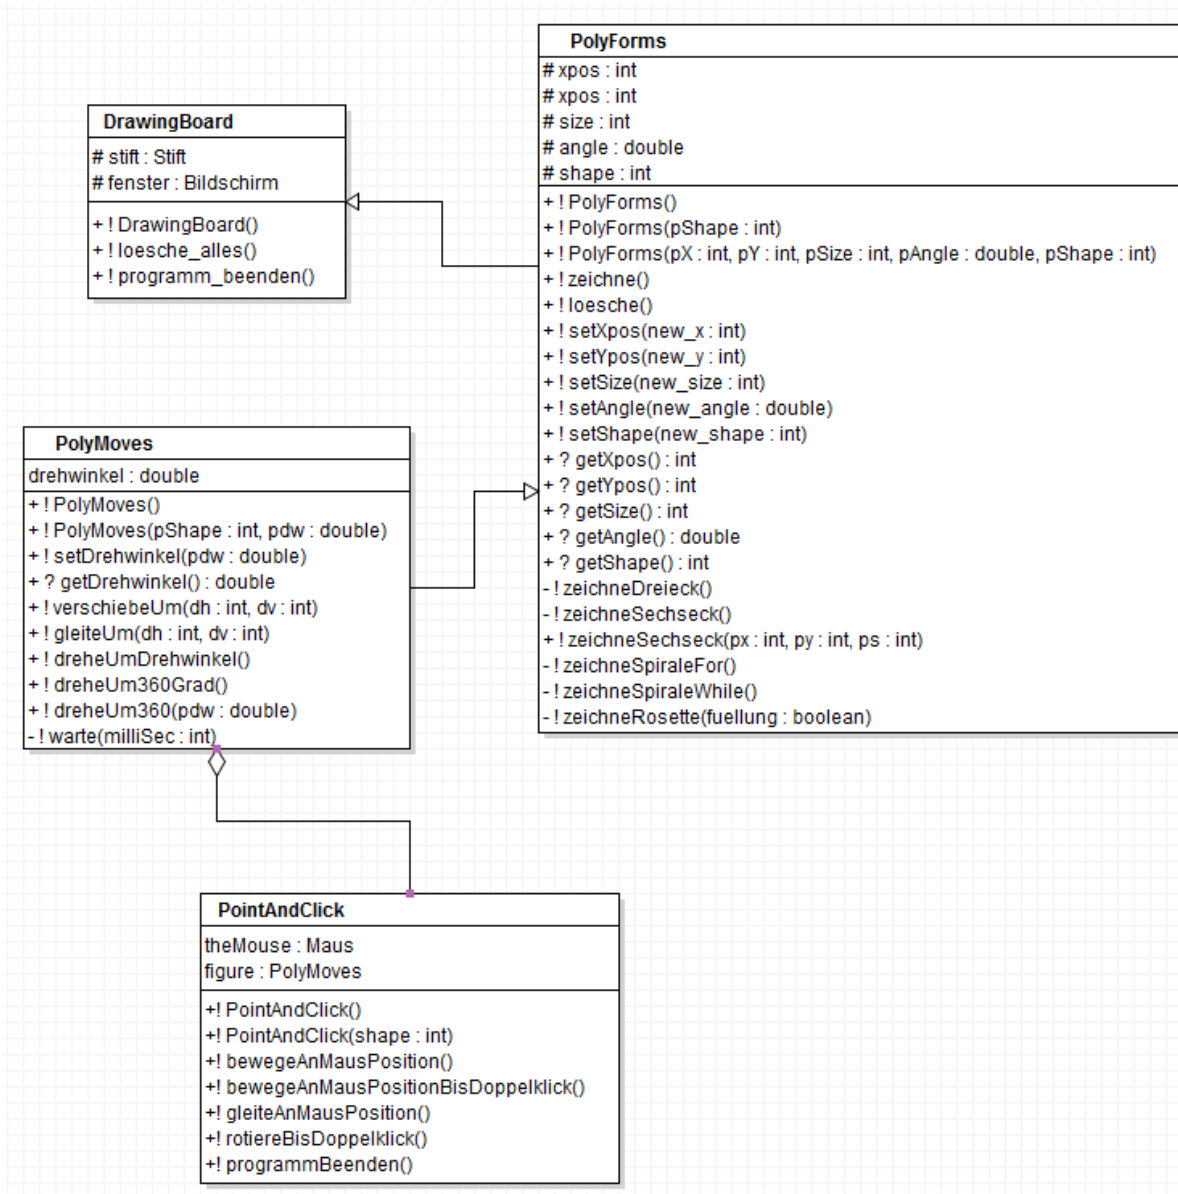 PolyForms
# xpos : int
# xpos : int
# size : int
# angle : double
# shape : int
+ ! PolyForms()
+ ! PolyForms(pShape : int)
+ ! PolyForms(pX : int, pY : int, pSize : int, pAngle : double, pShape : int)
+ ! zeichne()
+ ! loesche()
+ ! setXpos(new_x : int)
+ ! setYpos(new_y : int)
+ ! setSize(new_size : int)
+ ! setAngle(new_angle : double)
+ ! setShape(new_shape : int)
+ ? getXpos() : int
+ ? getYpos() : int
+ ? getSize() : int
+ ? getAngle() : double
+ ? getShape() : int
- ! zeichneDreieck()
- ! zeichneSechseck()
+ ! zeichneSechseck(px : int, py : int, ps : int)
- ! zeichneSpiraleFor()
- ! zeichneSpiraleWhile()
- ! zeichneRosette(fuellung : boolean)
DrawingBoard
# stift : Stift
# fenster : Bildschirm
+ ! DrawingBoard()
+ ! loesche_alles()
+ ! programm_beenden()
PolyMoves
drehwinkel : double
+ ! PolyMoves()
+ ! PolyMoves(pShape : int, pdw : double)
+ ! setDrehwinkel(pdw : double)
+ ? getDrehwinkel() : double
+ ! verschiebeUm(dh : int, dv : int)
+ ! gleiteUm(dh : int, dv : int)
+ ! dreheUmDrehwinkel()
+ ! dreheUm360Grad()
+ ! dreheUm360(pdw : double)
- ! warte(milliSec : int)
PointAndClick
theMouse : Maus
figure : PolyMoves
+! PointAndClick()
+! PointAndClick(shape : int)
+! bewegeAnMausPosition()
+! bewegeAnMausPositionBisDoppelklick()
+! gleiteAnMausPosition()
+! rotiereBisDoppelklick()
+! programmBeenden()